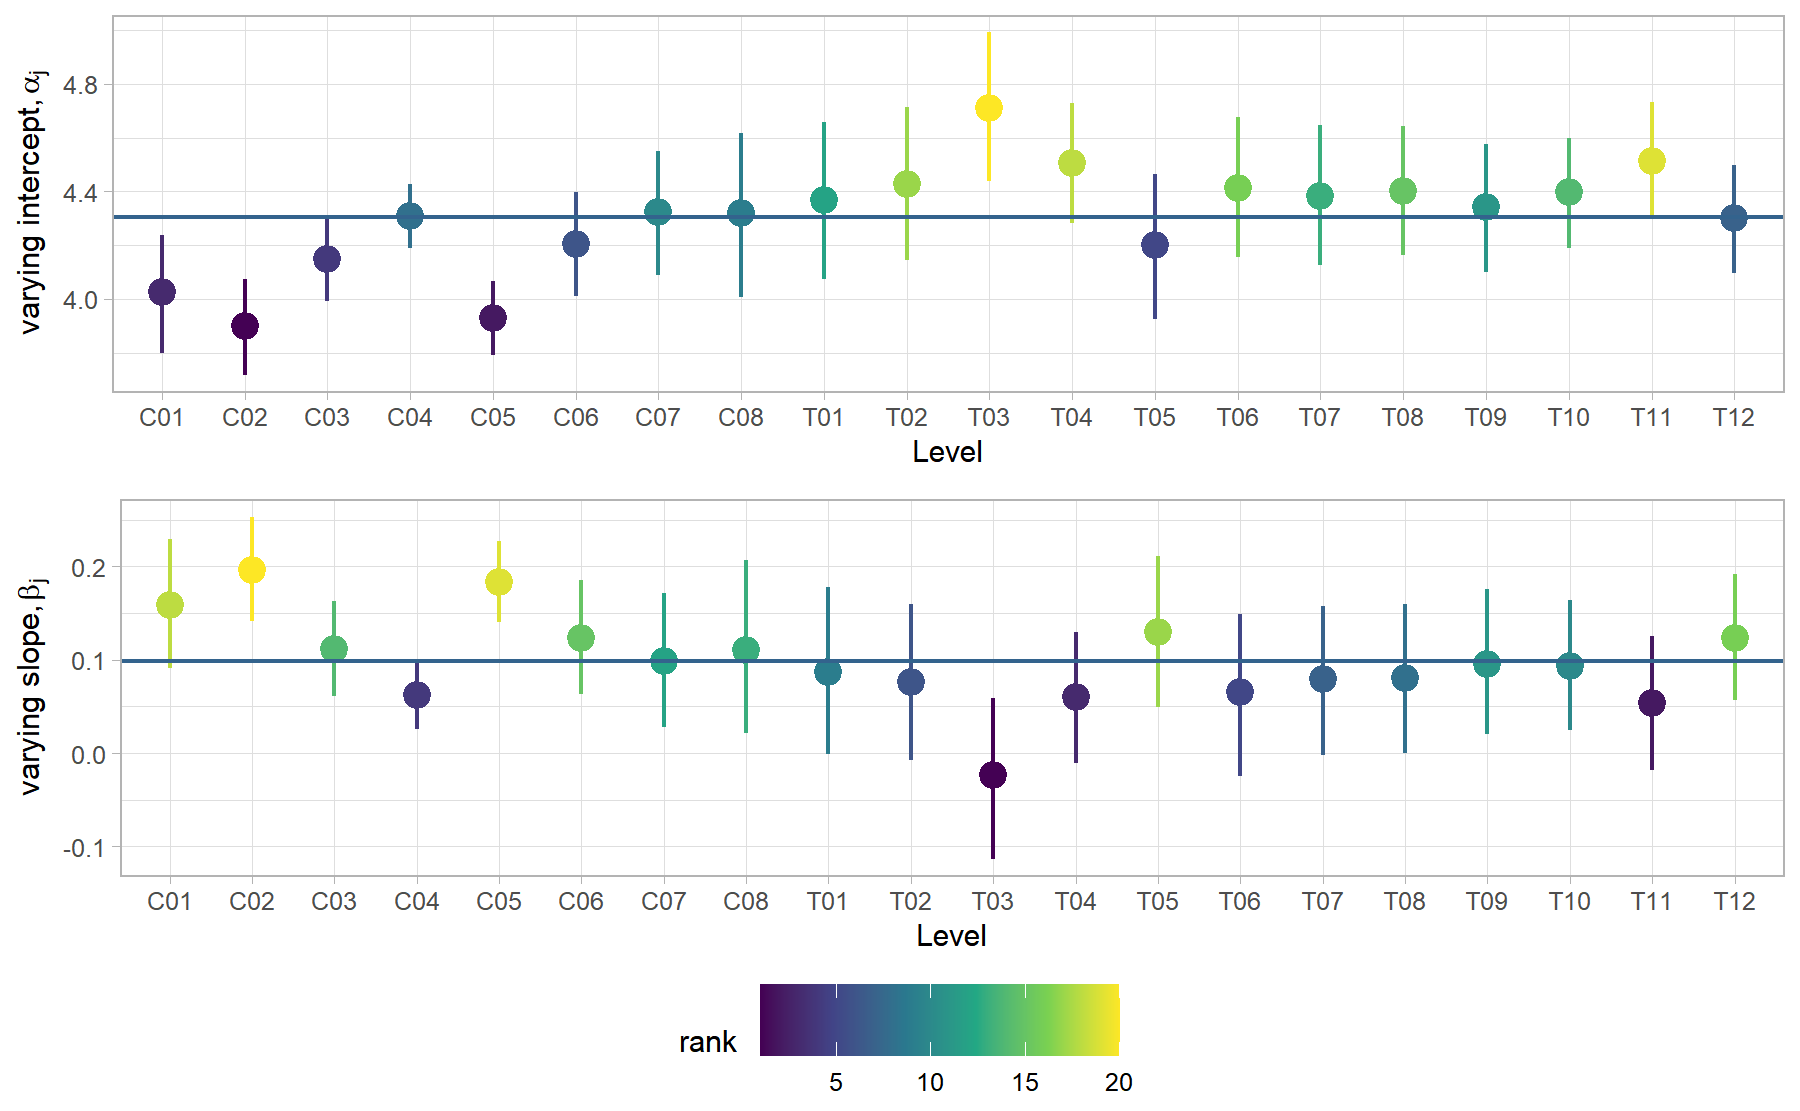 varying intercept, αj
4.8
4.4
4.0
C01 C02 C03 C04 C05 C06 C07 C08 T01 T02 T03 T04 T05 T06 T07 T08 T09 T10 T11 T12
Level
varying slope, βj
0.2
0.1
0.0
-0.1
C01 C02 C03 C04 C05 C06 C07 C08 T01 T02 T03 T04 T05 T06 T07 T08 T09 T10 T11 T12
Level
rank
5 10 15 20